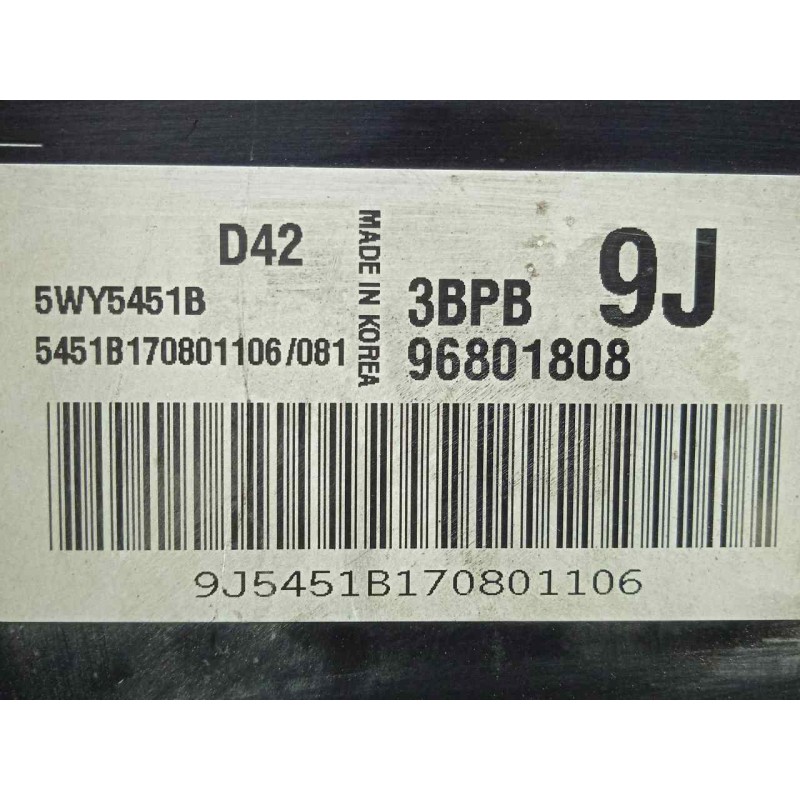 D42
5WY5451B
5451B170801106/081
MADE IN KOREA
9J
3BPB
96801808
9J5451B170801106